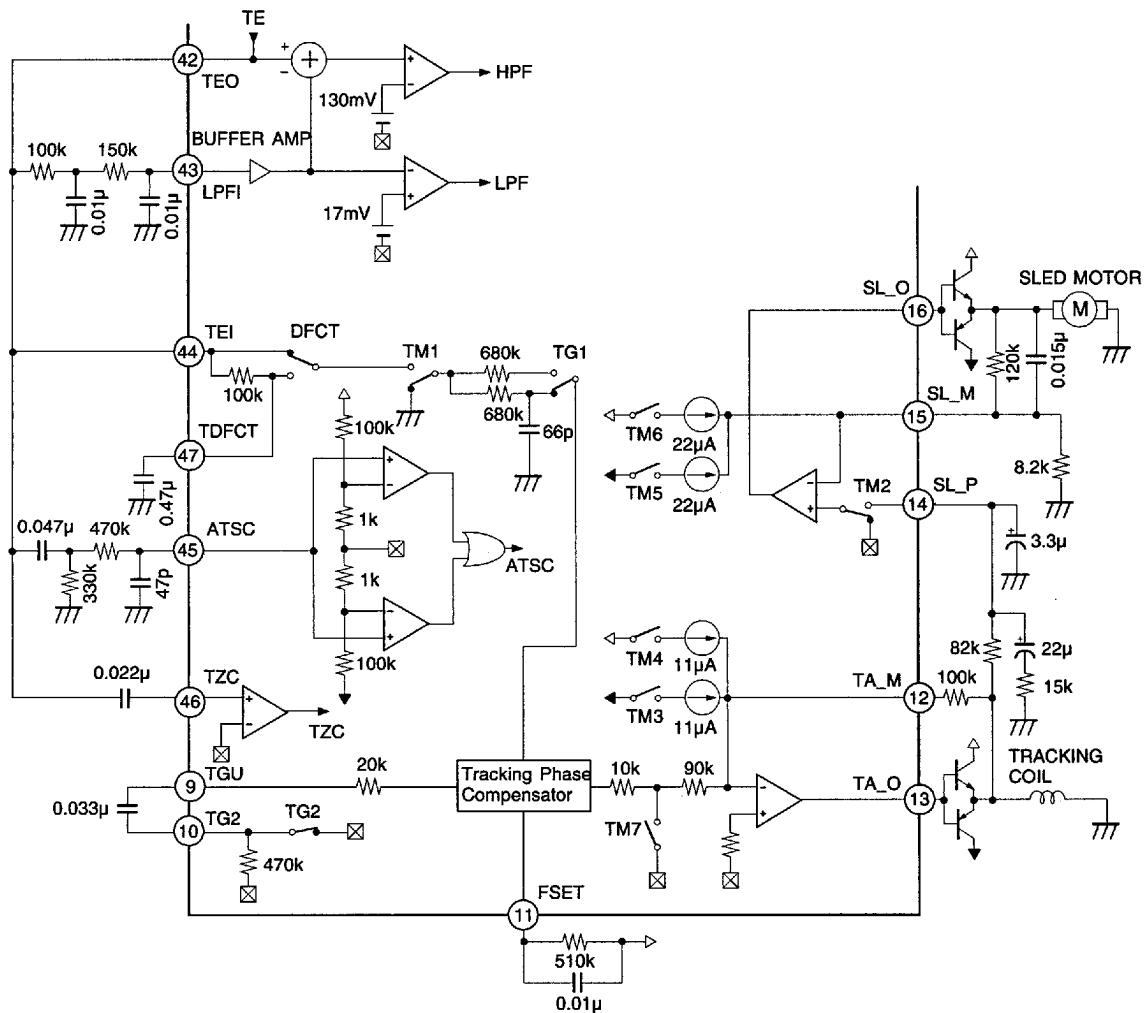 TE
42
TEO
+
−
+
+
−
HPF
130mV
BUFFER AMP
100k
150k
43
LPFI
0.01μ
0.01μ
−
+
LPF
17mV
SL_O
16
SLED MOTOR
M
120k
0.015μ
TEI
44
DFCT
100k
TM1
680k
680k
TG1
66p
TDFCT
47
0.47μ
100k
+
−
1k
1k
−
+
100k
ATSC
TM6
22μA
TM5
22μA
SL_M
15
8.2k
SL_P
14
−
+
TM2
3.3μ
0.047μ
470k
ATSC
45
330k
47p
TM4
11μA
TM3
11μA
82k
+
22μ
15k
TA_M
12
100k
0.022μ
TZC
46
+
−
TZC
TGU
9
20k
Tracking Phase
Compensator
10k
90k
−
+
TA_O
13
TRACKING
COIL
0.033μ
TG2
10
TG2
470k
TM7
FSET
11
510k
0.01μ